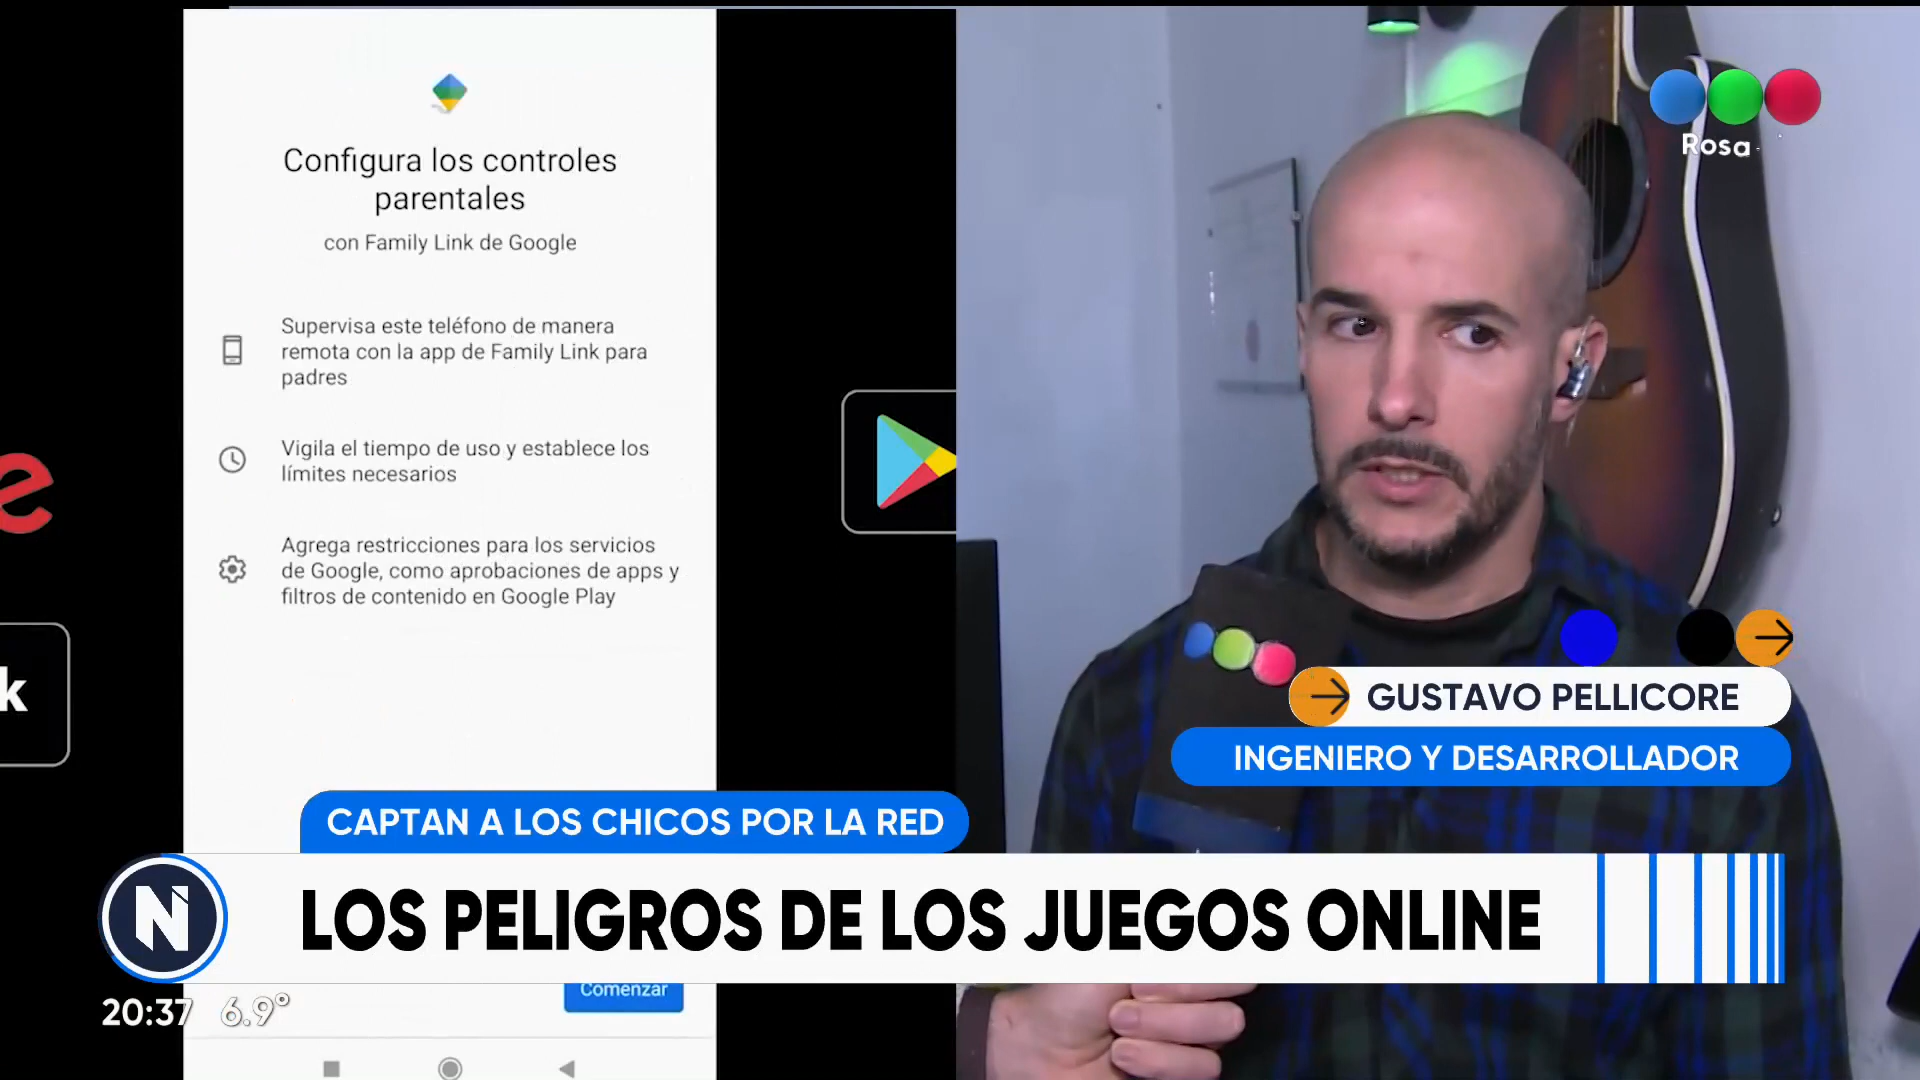 Configura los controles
parentales
con Family Link de Google
Supervisa este teléfono de manera
remota con la app de Family Link para
padres
Vigila el tiempo de uso y establece los
límites necesarios
Agrega restricciones para los servicios
de Google, como aprobaciones de apps y
filtros de contenido en Google Play
e
k
Rosa
GUSTAVO PELLICORE
INGENIERO Y DESARROLLADOR
CAPTAN A LOS CHICOS POR LA RED
N
LOS PELIGROS DE LOS JUEGOS ONLINE
Comenzar
20:37 6.9°